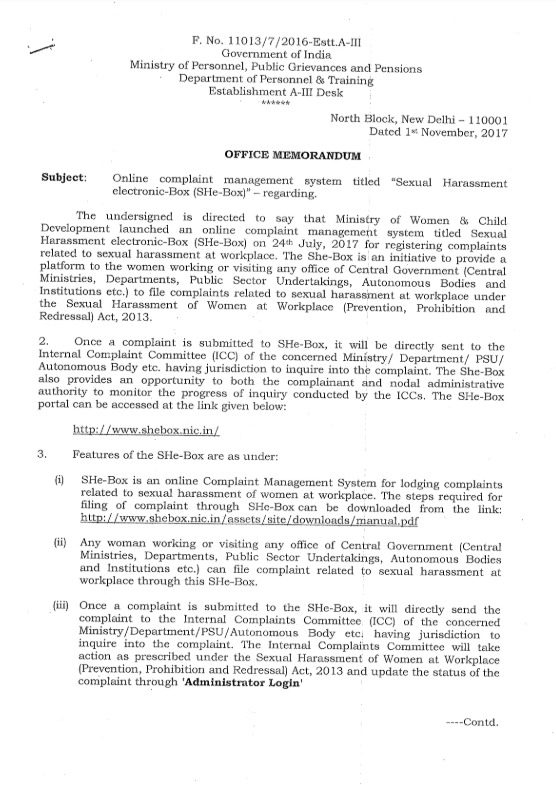 F. No. 11013/7/2016-Estt.A-III
Government of India
Ministry of Personnel, Public Grievances and Pensions
Department of Personnel & Training
Establishment A-III Desk
******
North Block, New Delhi – 110001
Dated 1st November, 2017
OFFICE MEMORANDUM
Subject: Online complaint management system titled “Sexual Harassment
electronic-Box (SHe-Box)” – regarding.
The undersigned is directed to say that Ministry of Women & Child
Development launched an online complaint management system titled Sexual
Harassment electronic-Box (SHe-Box) on 24th July, 2017 for registering complaints
related to sexual harassment at workplace. The She-Box is an initiative to provide a
platform to the women working or visiting any office of Central Government (Central
Ministries, Departments, Public Sector Undertakings, Autonomous Bodies and
Institutions etc.) to file complaints related to sexual harassment at workplace under
the Sexual Harassment of Women at Workplace (Prevention, Prohibition and
Redressal) Act, 2013.
2. Once a complaint is submitted to SHe-Box, it will be directly sent to the
Internal Complaint Committee (ICC) of the concerned Ministry/ Department/ PSU/
Autonomous Body etc. having jurisdiction to inquire into the complaint. The She-Box
also provides an opportunity to both the complainant and nodal administrative
authority to monitor the progress of inquiry conducted by the ICCs. The SHe-Box
portal can be accessed at the link given below:
http://www.shebox.nic.in/
3. Features of the SHe-Box are as under:
(i) SHe-Box is an online Complaint Management System for lodging complaints
related to sexual harassment of women at workplace. The steps required for
filing of complaint through SHe-Box can be downloaded from the link:
http://www.shebox.nic.in/assets/site/downloads/manual.pdf
(ii) Any woman working or visiting any office of Central Government (Central
Ministries, Departments, Public Sector Undertakings, Autonomous Bodies
and Institutions etc.) can file complaint related to sexual harassment at
workplace through this SHe-Box.
(iii) Once a complaint is submitted to the SHe-Box, it will directly send the
complaint to the Internal Complaints Committee (ICC) of the concerned
Ministry/Department/PSU/Autonomous Body etc. having jurisdiction to
inquire into the complaint. The Internal Complaints Committee will take
action as prescribed under the Sexual Harassment of Women at Workplace
(Prevention, Prohibition and Redressal) Act, 2013 and update the status of the
complaint through 'Administrator Login'
----Contd.